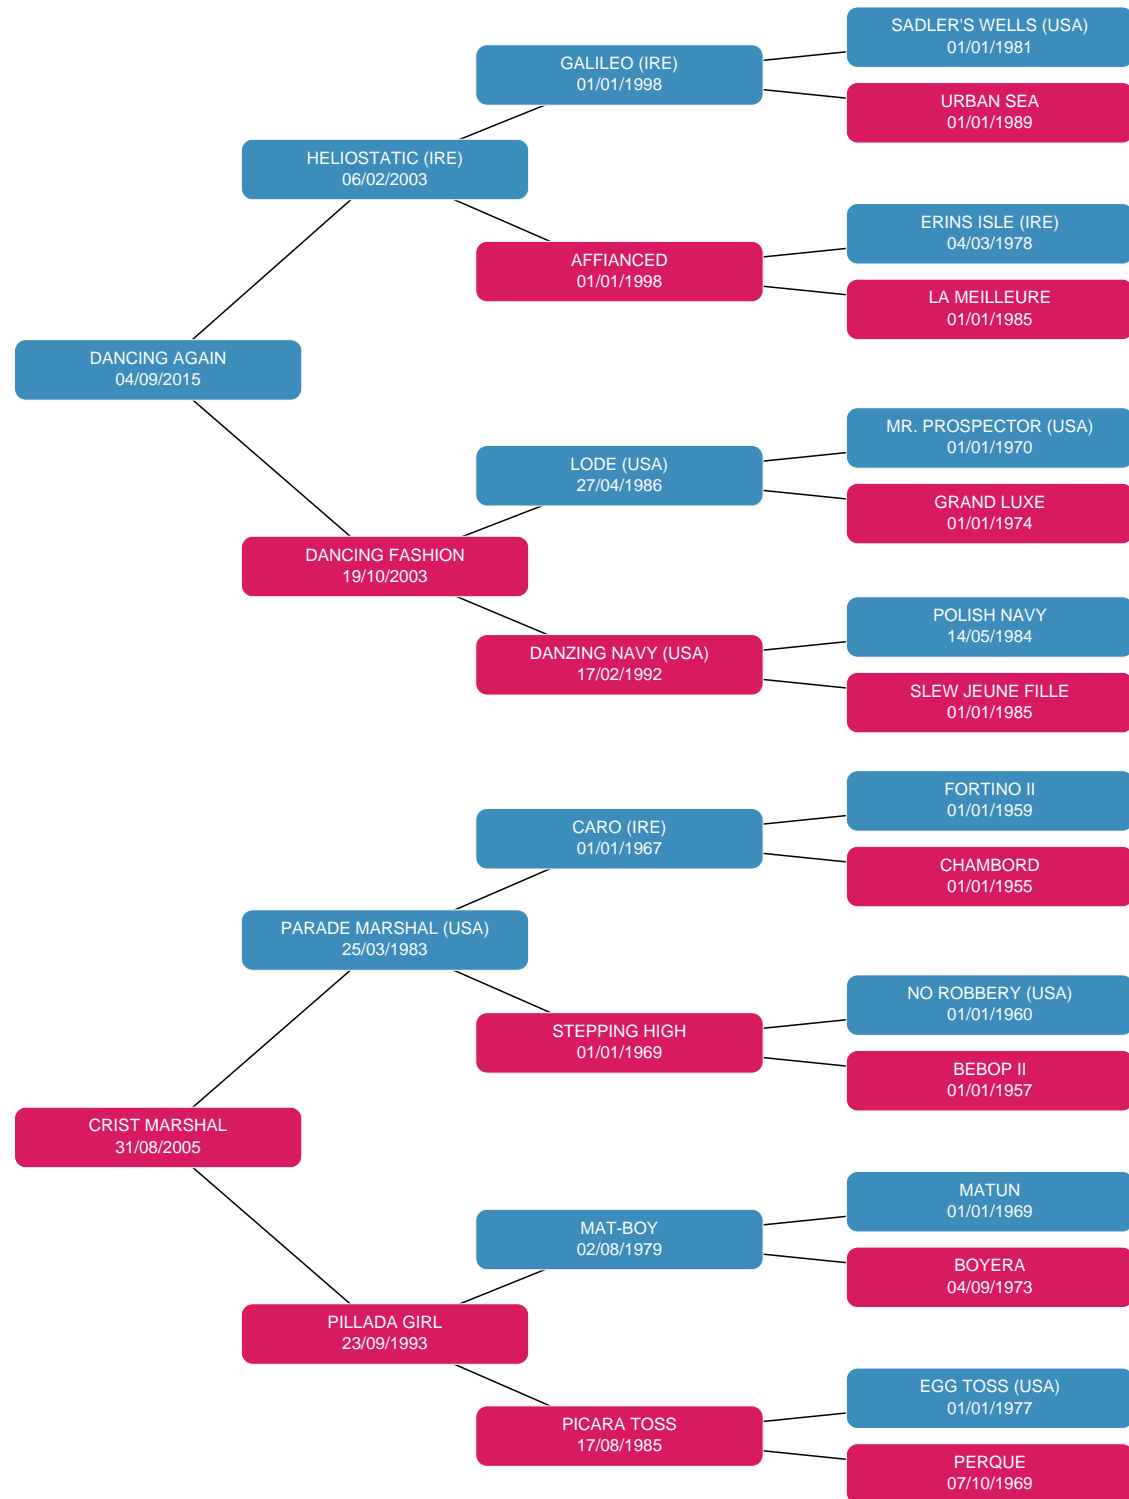 SADLER'S WELLS (USA)
01/01/1981
GALILEO (IRE)
01/01/1998
URBAN SEA
01/01/1989
HELIOSTATIC (IRE)
06/02/2003
ERINS ISLE (IRE)
04/03/1978
AFFIANCED
01/01/1998
LA MEILLEURE
01/01/1985
DANCING AGAIN
04/09/2015
MR. PROSPECTOR (USA)
01/01/1970
LODE (USA)
27/04/1986
GRAND LUXE
01/01/1974
DANCING FASHION
19/10/2003
POLISH NAVY
14/05/1984
DANZING NAVY (USA)
17/02/1992
SLEW JEUNE FILLE
01/01/1985
FORTINO II
01/01/1959
CARO (IRE)
01/01/1967
CHAMBORD
01/01/1955
PARADE MARSHAL (USA)
25/03/1983
NO ROBBERY (USA)
01/01/1960
STEPPING HIGH
01/01/1969
BEBOP II
01/01/1957
CRIST MARSHAL
31/08/2005
MATUN
01/01/1969
MAT-BOY
02/08/1979
BOYERA
04/09/1973
PILLADA GIRL
23/09/1993
EGG TOSS (USA)
01/01/1977
PICARA TOSS
17/08/1985
PERQUE
07/10/1969